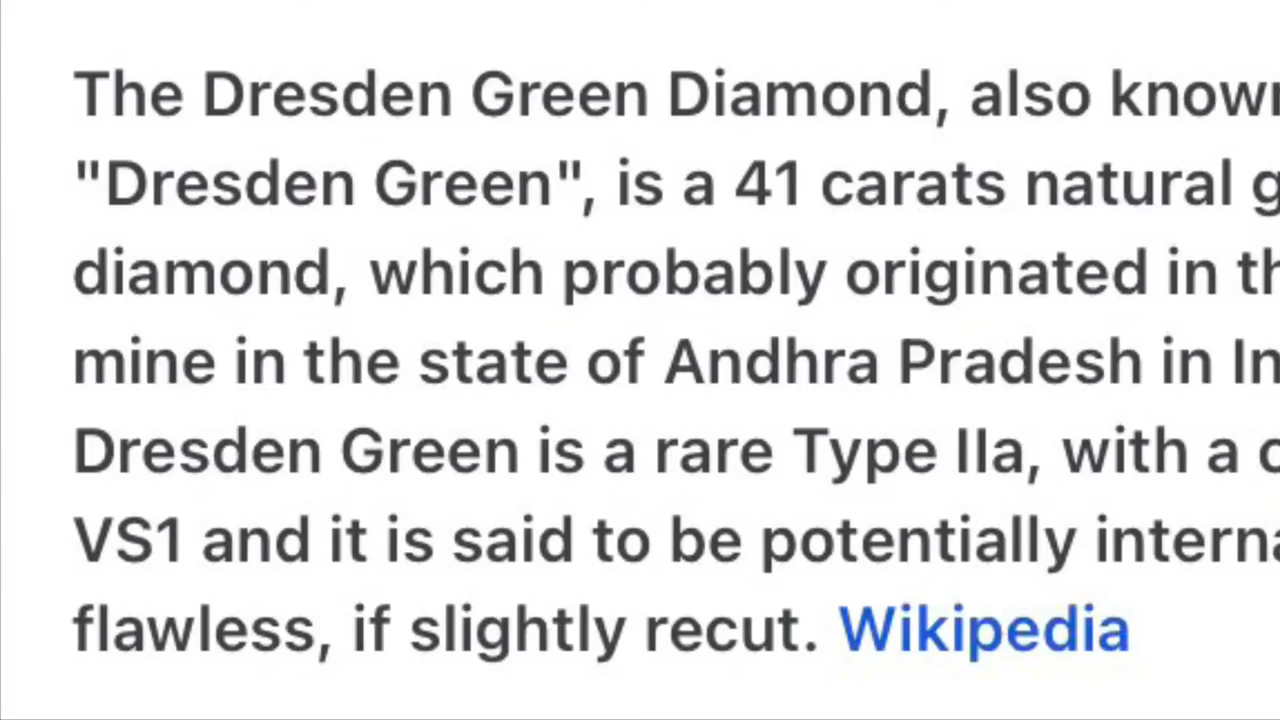 The Dresden Green Diamond, also known
"Dresden Green", is a 41 carats natural
diamond, which probably originated in
mine in the state of Andhra Pradesh in
Dresden Green is a rare Type IIa, with a
VS1 and it is said to be potentially
flawless, if slightly recut. Wikipedia